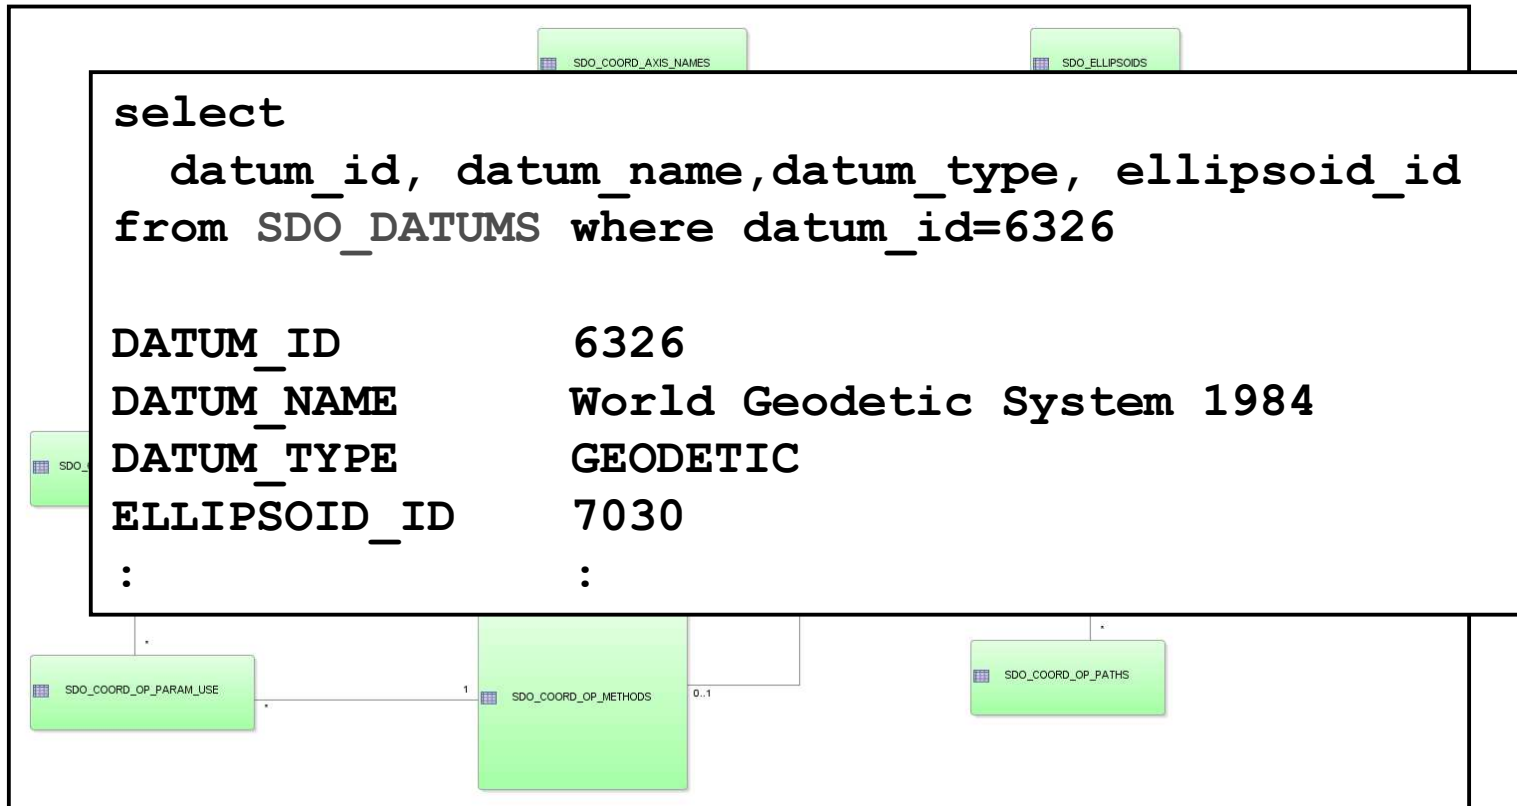 SDO_COORD_AXIS_NAMES
SDO_ELLIPSOIDS
select
datum_id, datum_name,datum_type, ellipsoid_id
from SDO_DATUMS where datum_id=6326
DATUM_ID 6326
DATUM_NAME World Geodetic System 1984
DATUM_TYPE GEODETIC
ELLIPSOID_ID 7030
: :
*
*
SDO_COORD_OP_PARAM_USE
*
1
SDO_COORD_OP_METHODS
0..1
SDO_COORD_OP_PATHS